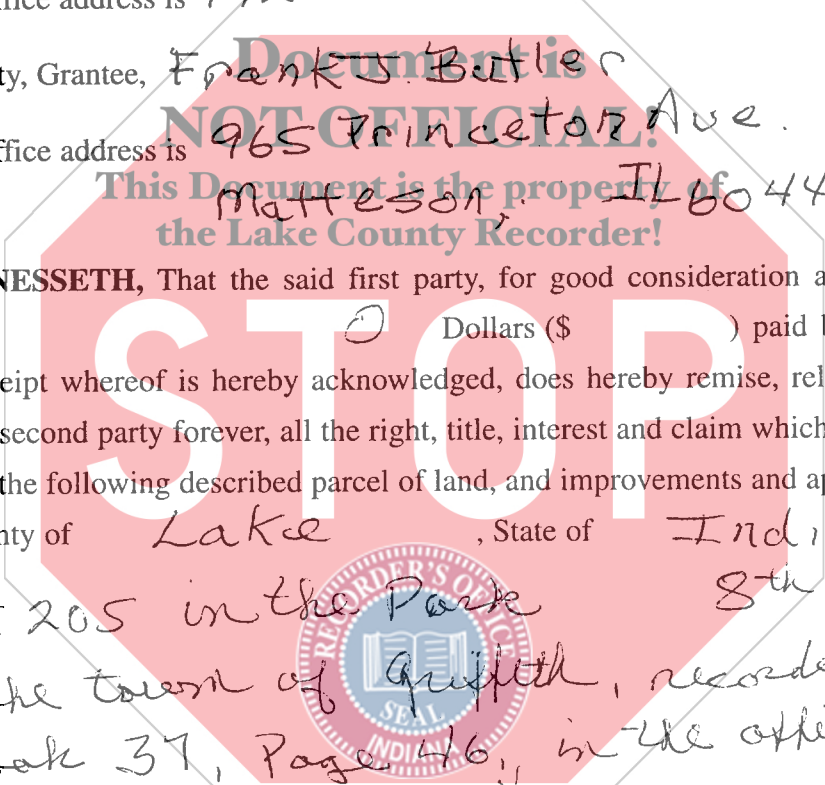 ffice address is
ty, Grantee, Frank J. Butler
ffice address is 965 Princeton Ave.
Matteson, IL 6044
NESSETH, That the said first party, for good consideration a
0 Dollars ($ ) paid
eipt whereof is hereby acknowledged, does hereby remise, rel
second party forever, all the right, title, interest and claim which
the following described parcel of land, and improvements and ap
nty of Lake , State of Indi
205 in the Park 8th
the town of Griffith, recorde
ok 37, Page 46, in the offi
Document is
NOT OFFICIAL!
This Document is the property of
the Lake County Recorder!
STOP
RECORDER'S OFFICE
SEAL
INDIANA